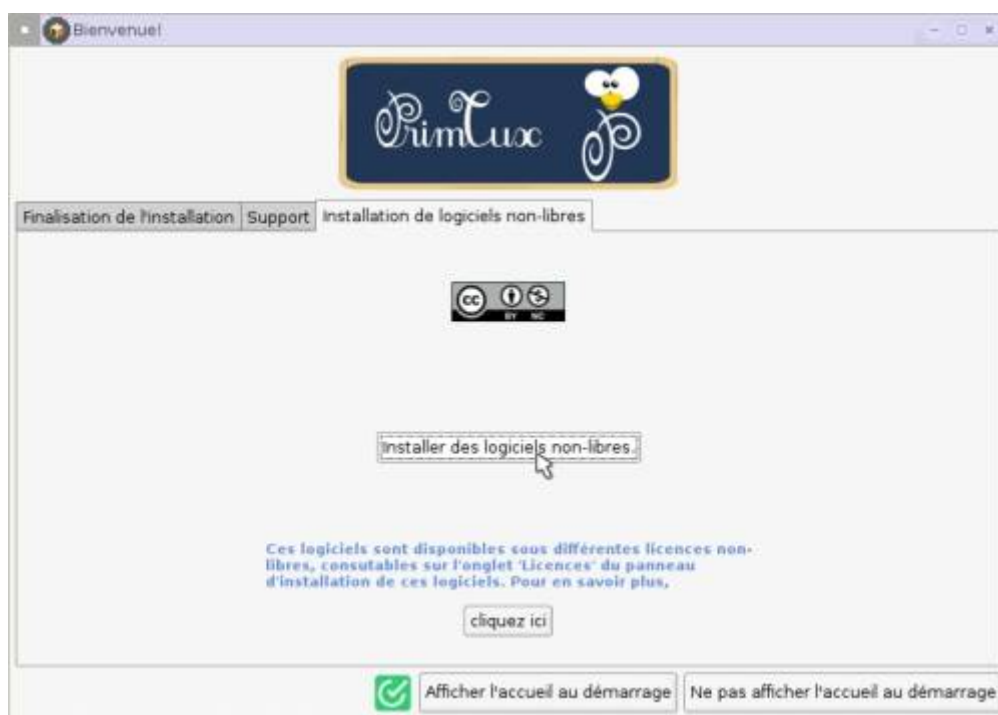 Bienvenue!
PrimTux
Finalisation de l'installation Support Installation de logiciels non-libres
cc BY NC
Installer des logiciels non-libres.
Ces logiciels sont disponibles sous différentes licences non-
libres, consutables sur l'onglet 'Licences' du panneau
d'installation de ces logiciels. Pour en savoir plus,
cliquez ici
Afficher l'accueil au démarrage Ne pas afficher l'accueil au démarrage